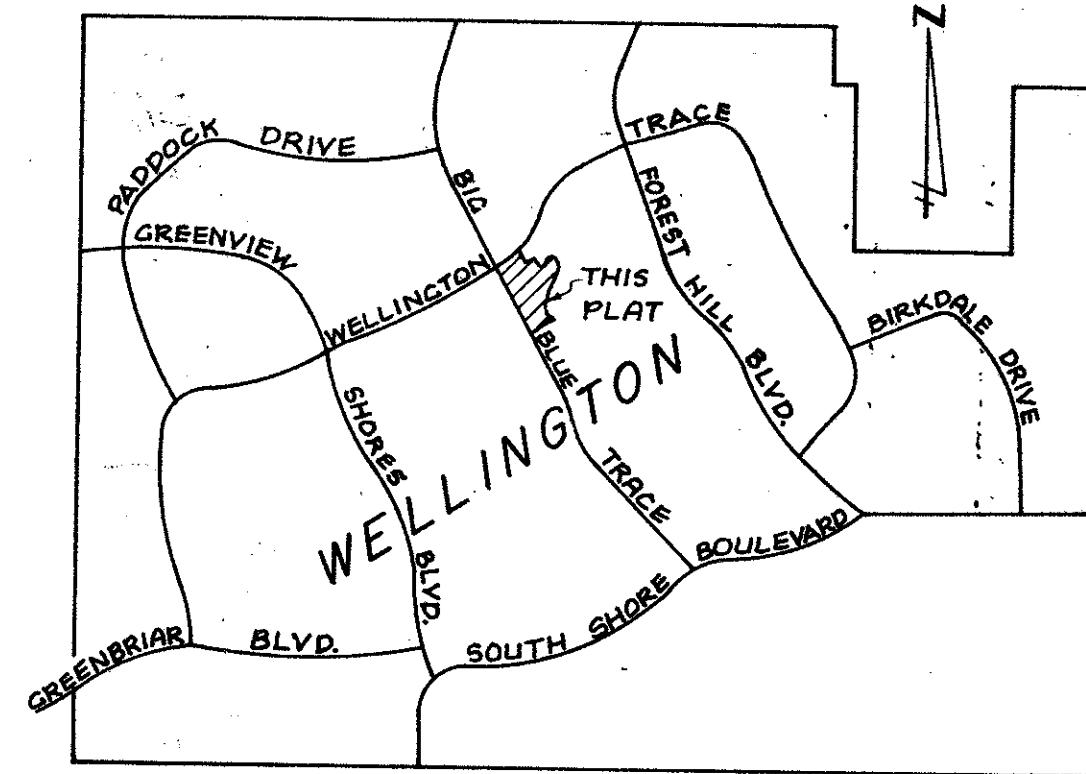 N
TRACE
PADDOCK DRIVE
BIG
FOREST HILL BLVD.
GREENVIEW
WELLINGTON
THIS
PLAT
BIRKDALE DRIVE
BLUE
SHORES
WELLINGTON
TRACE
BOULEVARD
BLVD.
SOUTH SHORE
GREENBRIAR BLVD.